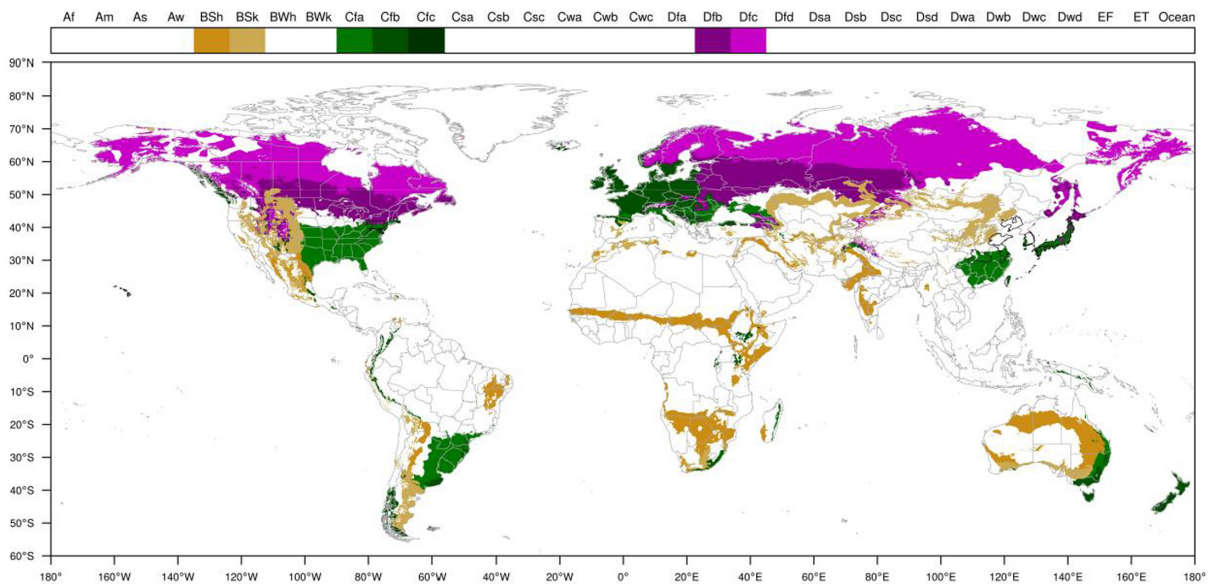 Af Am As Aw BSh BSk BWh BWk Cfa Cfb Cfc Csa Csb Csc Cwa Cwb Cwc Dfa Dfb Dfc Dfd Dsa Dsb Dsc Dsd Dwa Dwb Dwc Dwd EF ET Ocean
90°N
80°N
70°N
60°N
50°N
40°N
30°N
20°N
10°N
0°
10°S
20°S
30°S
40°S
50°S
60°S
180° 160°W 140°W 120°W 100°W 80°W 60°W 40°W 20°W 0° 20°E 40°E 60°E 80°E 100°E 120°E 140°E 160°E 180°